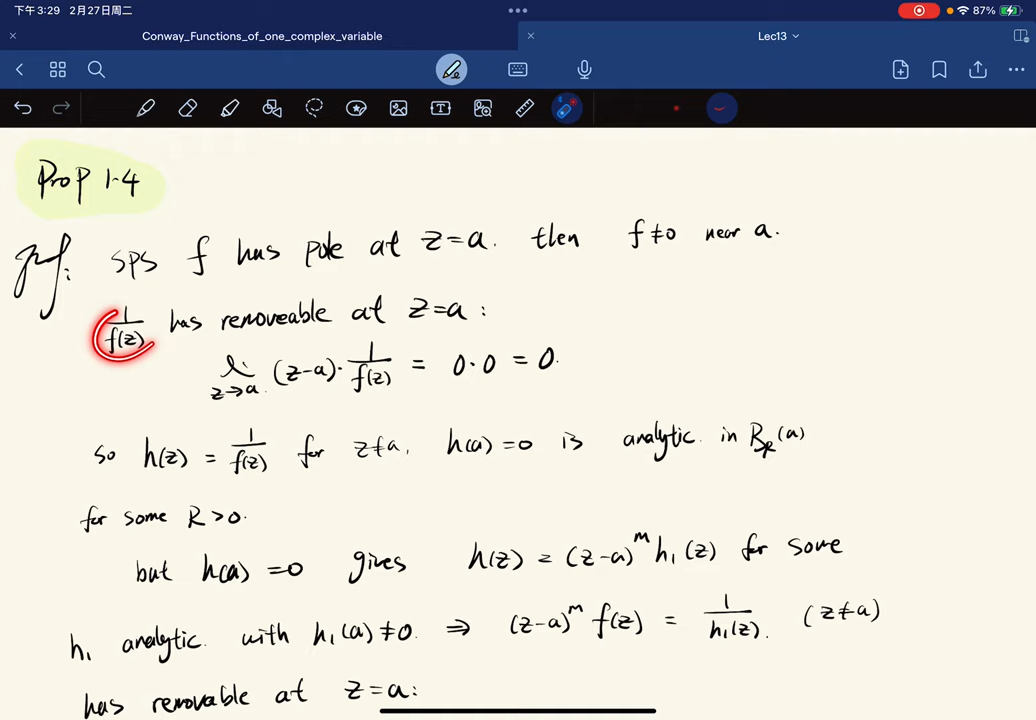 下午3:29 2月27日周二
87%
Conway_Functions_of_one_complex_variable
Lec13
Prop 1.4
pf: sps f has pole at z=a. then f≠0 near a.
1/f(z) has removeable at z=a:
lim z→a (z-a)·1/f(z) = 0·0 = 0.
so h(z) = 1/f(z) for z≠a, h(a)=0 is analytic. in B_R(a)
for some R>0.
but h(a)=0 gives h(z) = (z-a)^m h₁(z) for some
h₁ analytic. with h₁(a)≠0. ⇒ (z-a)^m f(z) = 1/h₁(z). (z≠a)
has removable at z=a: